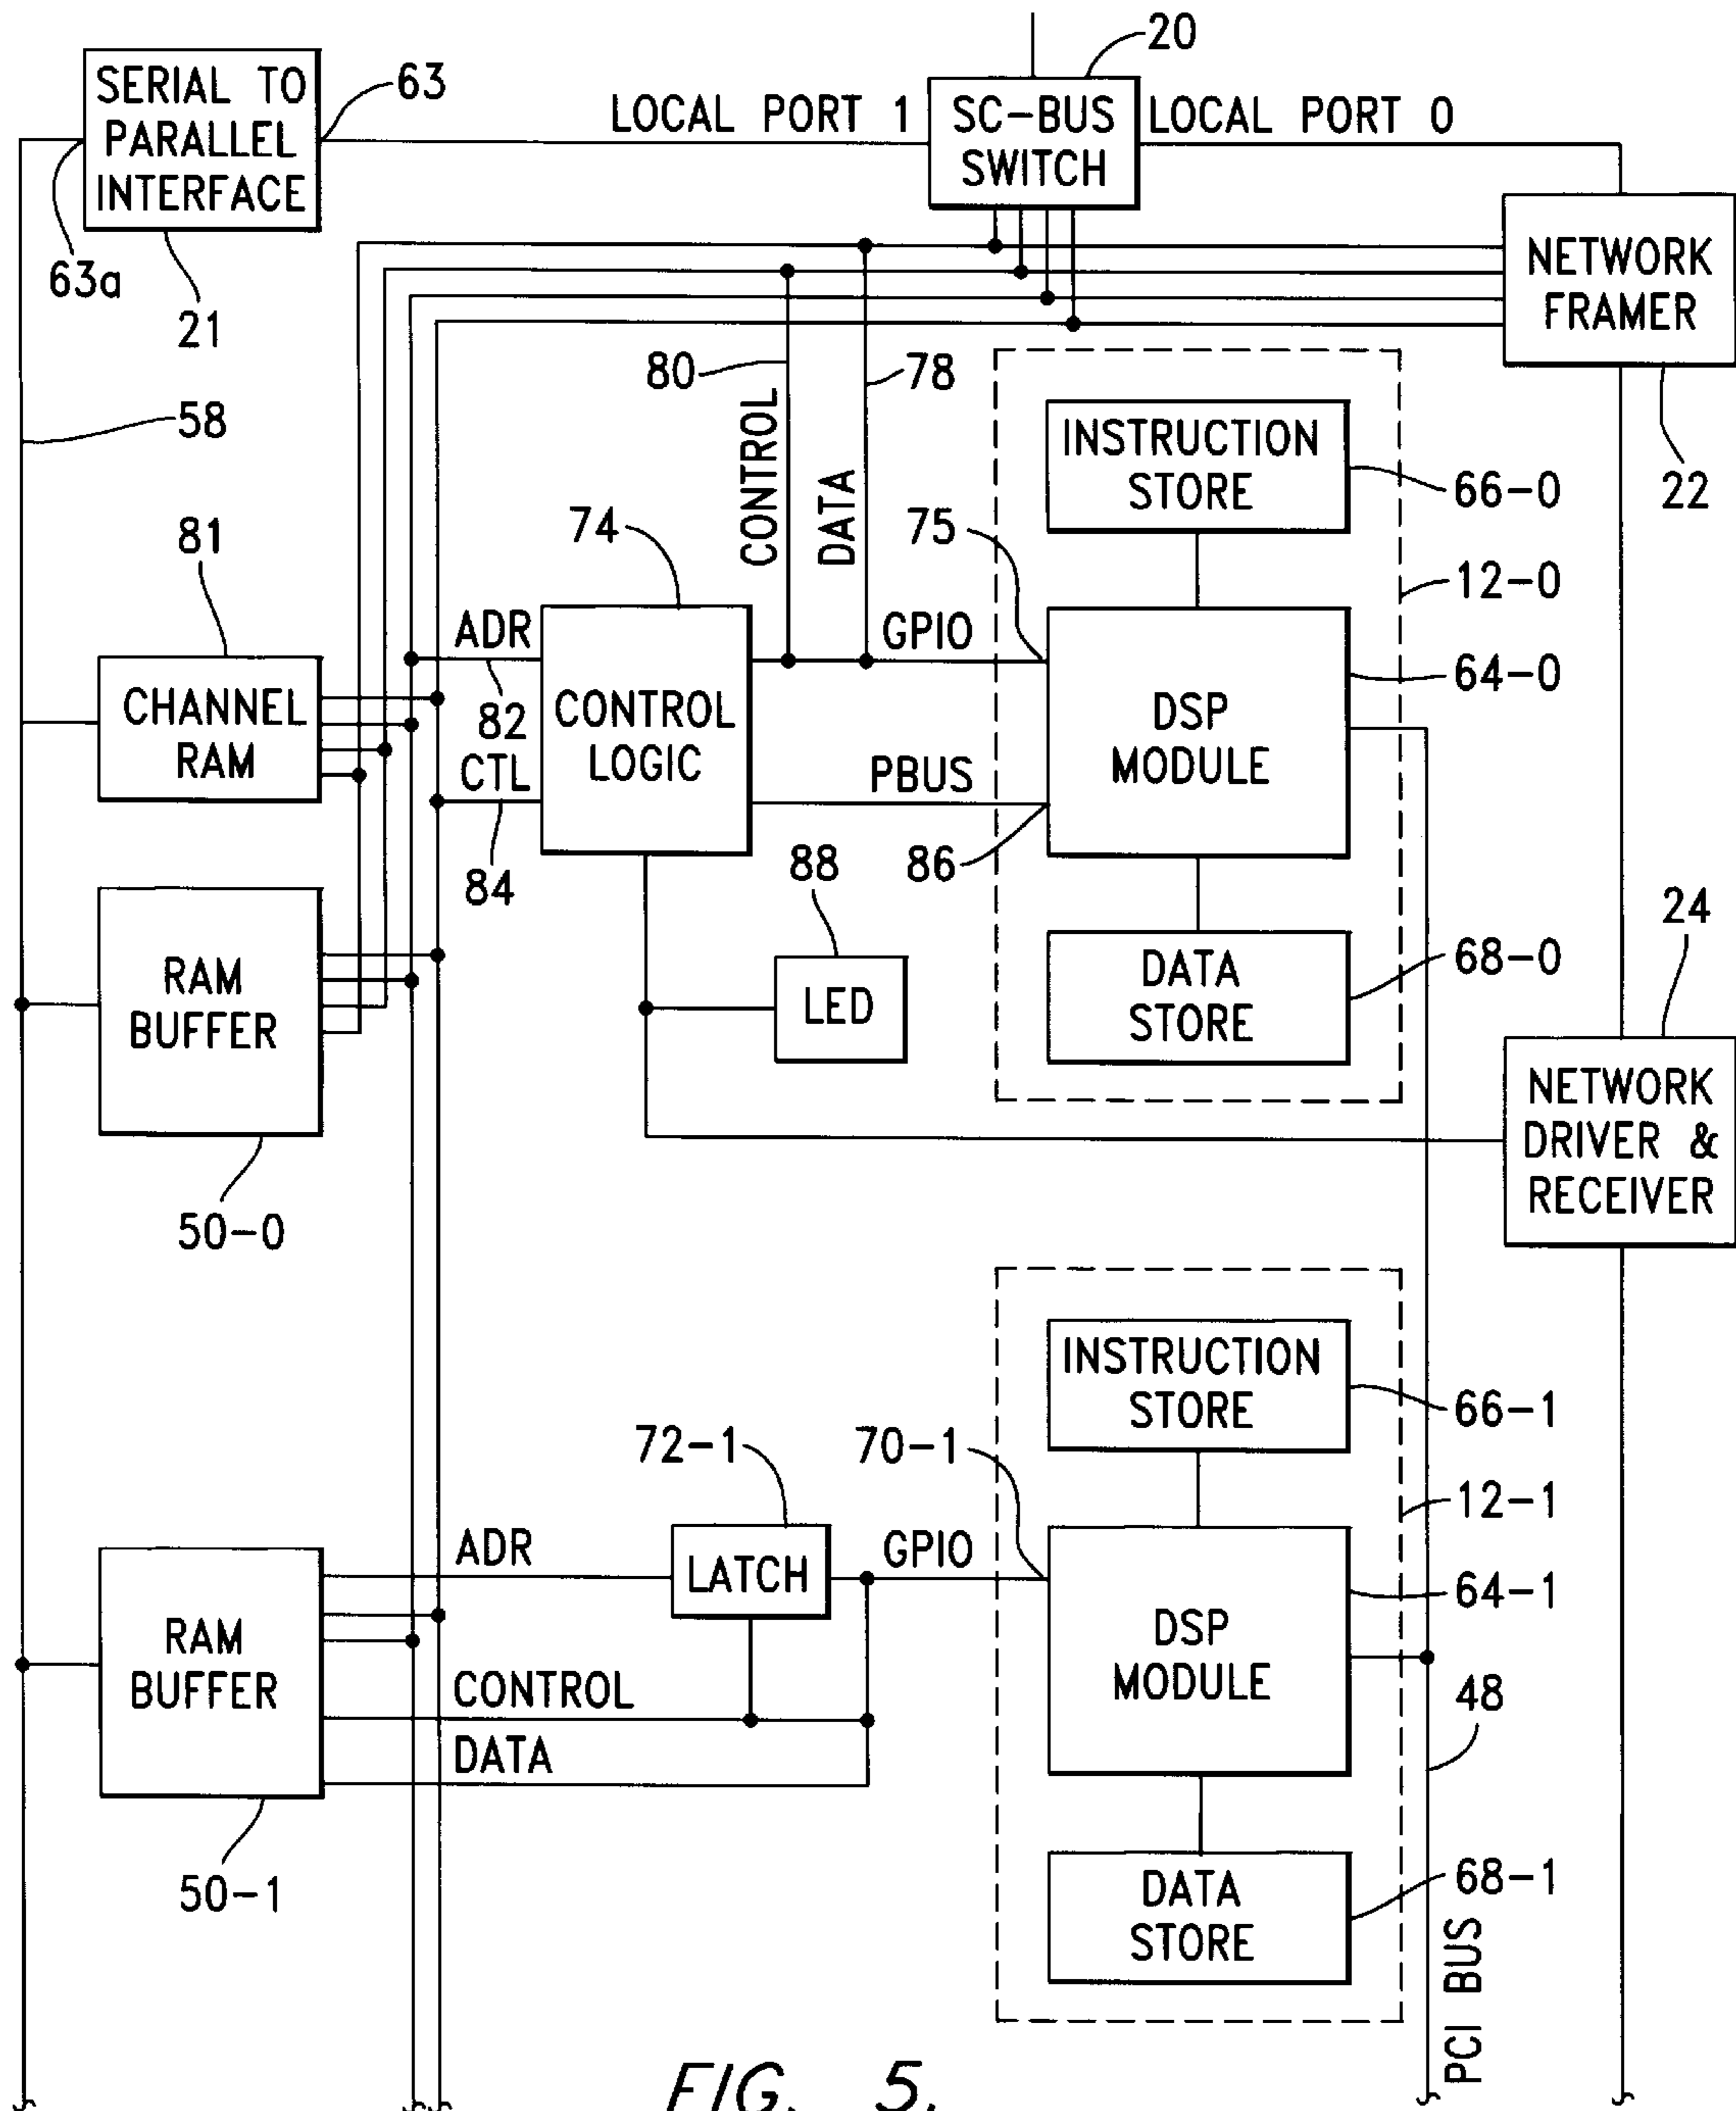 20
SERIAL TO
PARALLEL
INTERFACE
63
LOCAL PORT 1
SC-BUS
SWITCH
LOCAL PORT 0
63a
21
NETWORK
FRAMER
22
58
80
78
CONTROL
DATA
INSTRUCTION
STORE
66-0
81
74
75
12-0
ADR
82
CTL
84
CONTROL
LOGIC
GPIO
PBUS
86
DSP
MODULE
64-0
CHANNEL
RAM
88
LED
DATA
STORE
68-0
24
RAM
BUFFER
50-0
NETWORK
DRIVER &
RECEIVER
INSTRUCTION
STORE
66-1
72-1
70-1
12-1
ADR
LATCH
GPIO
DSP
MODULE
64-1
RAM
BUFFER
CONTROL
DATA
48
50-1
DATA
STORE
68-1
PCI BUS
FIG. 5.